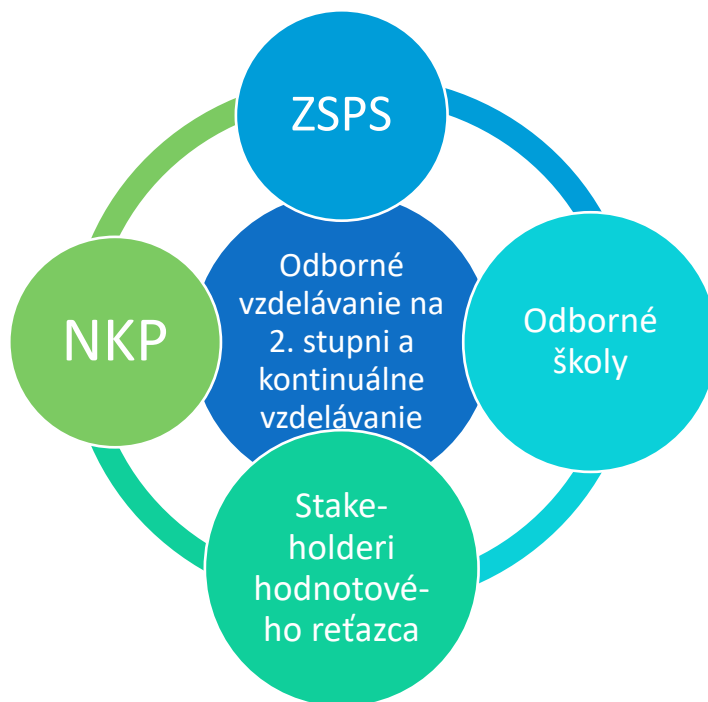 ZSPS
Odborné
vzdelávanie na
2. stupni a
kontinuálne
vzdelávanie
NKP
Odborné
školy
Stake-
holderi
hodnotové-
ho reťazca